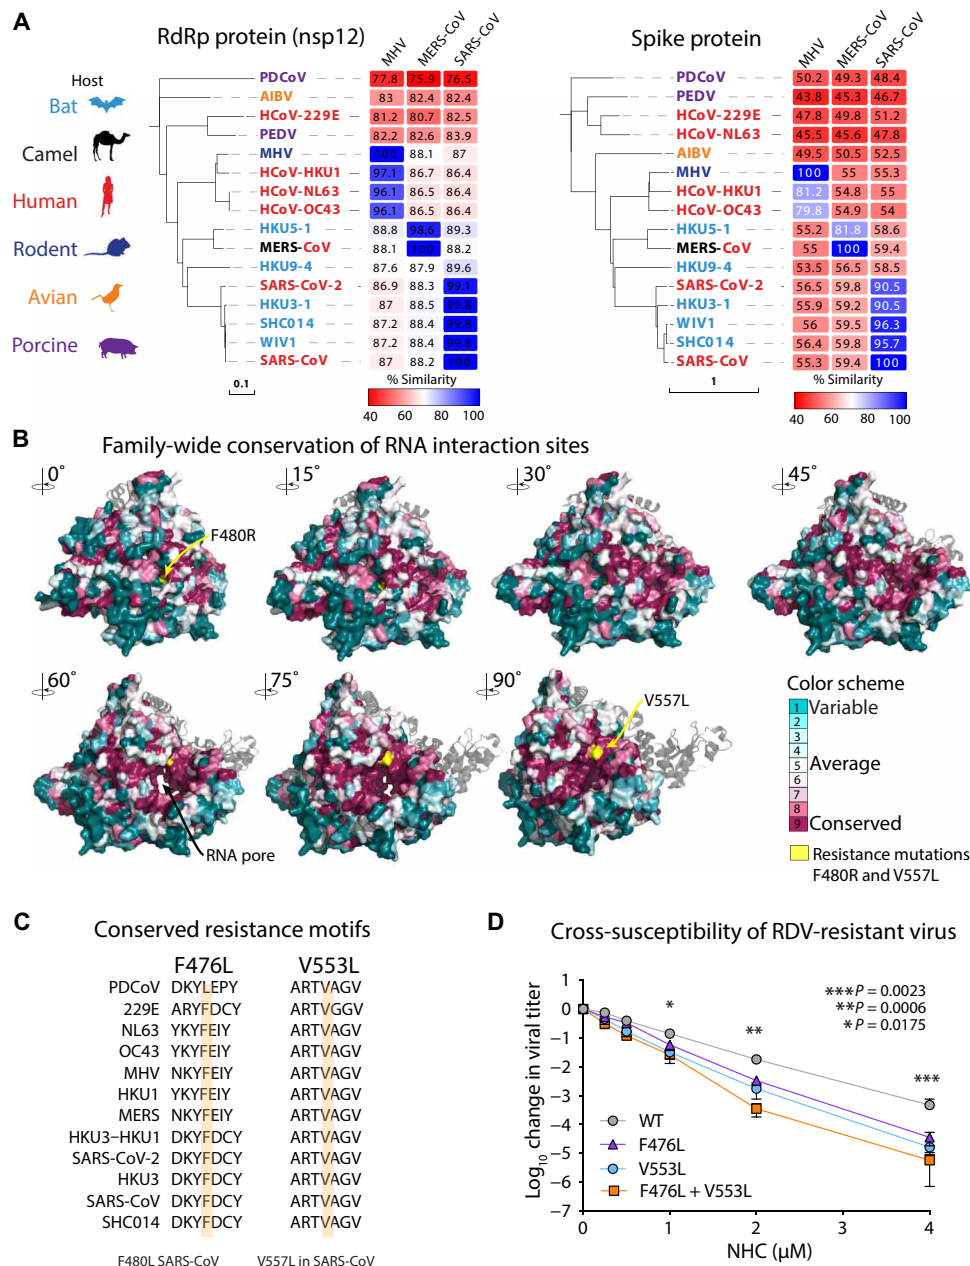 A
RdRp protein (nsp12)
MHV
MERS-CoV
SARS-CoV
Host
Bat
Camel
Human
Rodent
Avian
Porcine
PDCoV 77.8 75.9 76.5
AIBV 83 82.4 82.4
HCoV-229E 81.2 80.7 82.5
PEDV 82.2 82.6 83.9
MHV 100 88.1 87
HCoV-HKU1 97.1 86.7 86.4
HCoV-NL63 96.1 86.5 86.4
HCoV-OC43 96.1 86.5 86.4
HKU5-1 88.8 98.6 89.3
MERS-CoV 88.1 100 88.2
HKU9-4 87.6 87.9 89.6
SARS-CoV-2 86.9 88.3 99.1
HKU3-1 87 88.5 99.8
SHC014 87.2 88.4 99.8
WIV1 87.2 88.4 99.8
SARS-CoV 87 88.2 100
0.1
% Similarity
40 60 80 100
Spike protein
MHV
MERS-CoV
SARS-CoV
PDCoV 50.2 49.3 48.4
PEDV 43.8 45.3 46.7
HCoV-229E 47.8 49.8 51.2
HCoV-NL63 45.5 45.6 47.8
AIBV 49.5 50.5 52.5
MHV 100 55 55.3
HCoV-HKU1 81.2 54.8 55
HCoV-OC43 79.8 54.9 54
HKU5-1 55.2 81.8 58.6
MERS-CoV 55 100 59.4
HKU9-4 53.5 56.5 58.5
SARS-CoV-2 56.5 59.8 90.5
HKU3-1 55.9 59.2 90.5
WIV1 56 59.5 96.3
SHC014 56.4 59.8 95.7
SARS-CoV 55.3 59.4 100
1
% Similarity
40 60 80 100
B
Family-wide conservation of RNA interaction sites
0°
15°
30°
45°
F480R
60°
75°
90°
V557L
RNA pore
Color scheme
1 Variable
2
3
4
5 Average
6
7
8
9 Conserved
Resistance mutations
F480R and V557L
C
Conserved resistance motifs
F476L V553L
PDCoV DKYLEPY ARTVAGV
229E ARYFDCY ARTVGGV
NL63 YKYFEIY ARTVAGV
OC43 YKYFEIY ARTVAGV
MHV NKYFEIY ARTVAGV
HKU1 YKYFEIY ARTVAGV
MERS NKYFEIY ARTVAGV
HKU3–HKU1 DKYFDCY ARTVAGV
SARS-CoV-2 DKYFDCY ARTVAGV
HKU3 DKYFDCY ARTVAGV
SARS-CoV DKYFDCY ARTVAGV
SHC014 DKYFDCY ARTVAGV
F480L SARS-CoV V557L in SARS-CoV
D
Cross-susceptibility of RDV-resistant virus
Log10 change in viral titer
1
0
−1
−2
−3
−4
−5
−6
−7
***P = 0.0023
**P = 0.0006
*P = 0.0175
*
**
***
WT
F476L
V553L
F476L + V553L
0 1 2 3 4
NHC (μM)